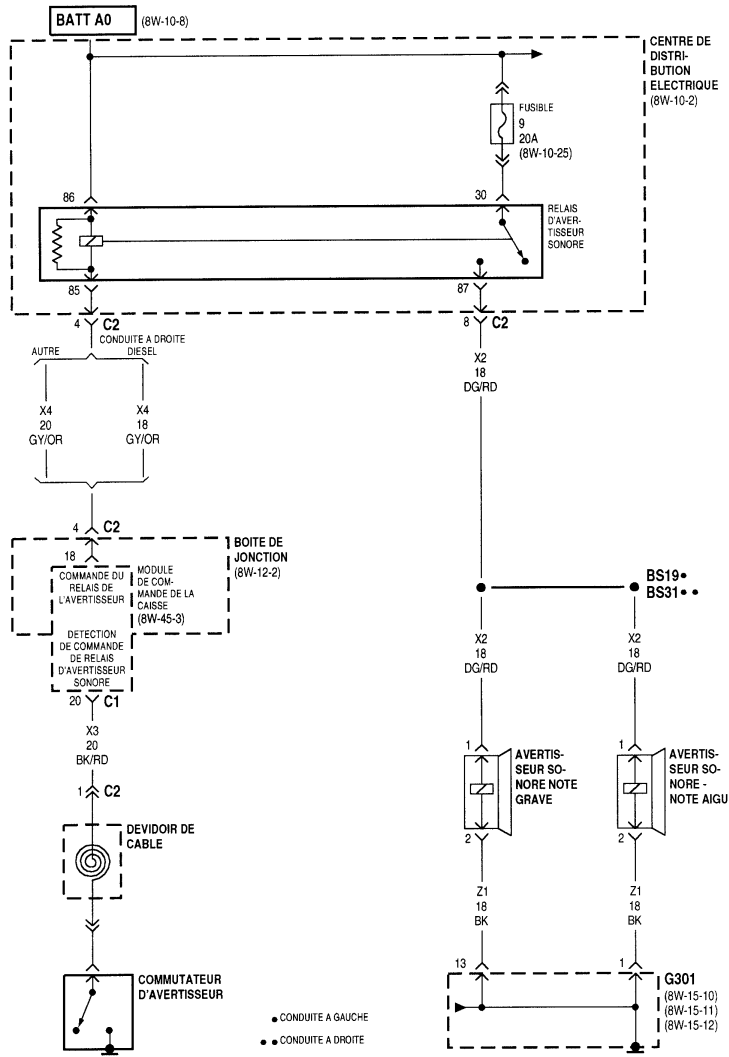 BATT A0
(8W-10-8)
CENTRE DE
DISTRI-
BUTION
ELECTRIQUE
(8W-10-2)
FUSIBLE
9
20A
(8W-10-25)
86
30
RELAIS
D'AVER-
TISSEUR
SONORE
85
87
4
C2
8
C2
CONDUITE A DROITE
AUTRE
DIESEL
X2
18
DG/RD
X4
20
GY/OR
X4
18
GY/OR
4
C2
18
BOITE DE
JONCTION
(8W-12-2)
COMMANDE DU
RELAIS DE
L'AVERTISSEUR
MODULE
DE COM-
MANDE DE LA
CAISSE
(8W-45-3)
BS19•
BS31• •
DETECTION
DE COMMANDE
DE RELAIS
D'AVERTISSEUR
SONORE
X2
18
DG/RD
X2
18
DG/RD
20
C1
X3
20
BK/RD
1
AVERTIS-
SEUR SO-
NORE NOTE
GRAVE
1
AVERTIS-
SEUR SO-
NORE -
NOTE AIGU
1
C2
DEVIDOIR DE
CABLE
2
2
Z1
18
BK
Z1
18
BK
13
1
COMMUTATEUR
D'AVERTISSEUR
G301
(8W-15-10)
(8W-15-11)
(8W-15-12)
• CONDUITE A GAUCHE
• • CONDUITE A DROITE